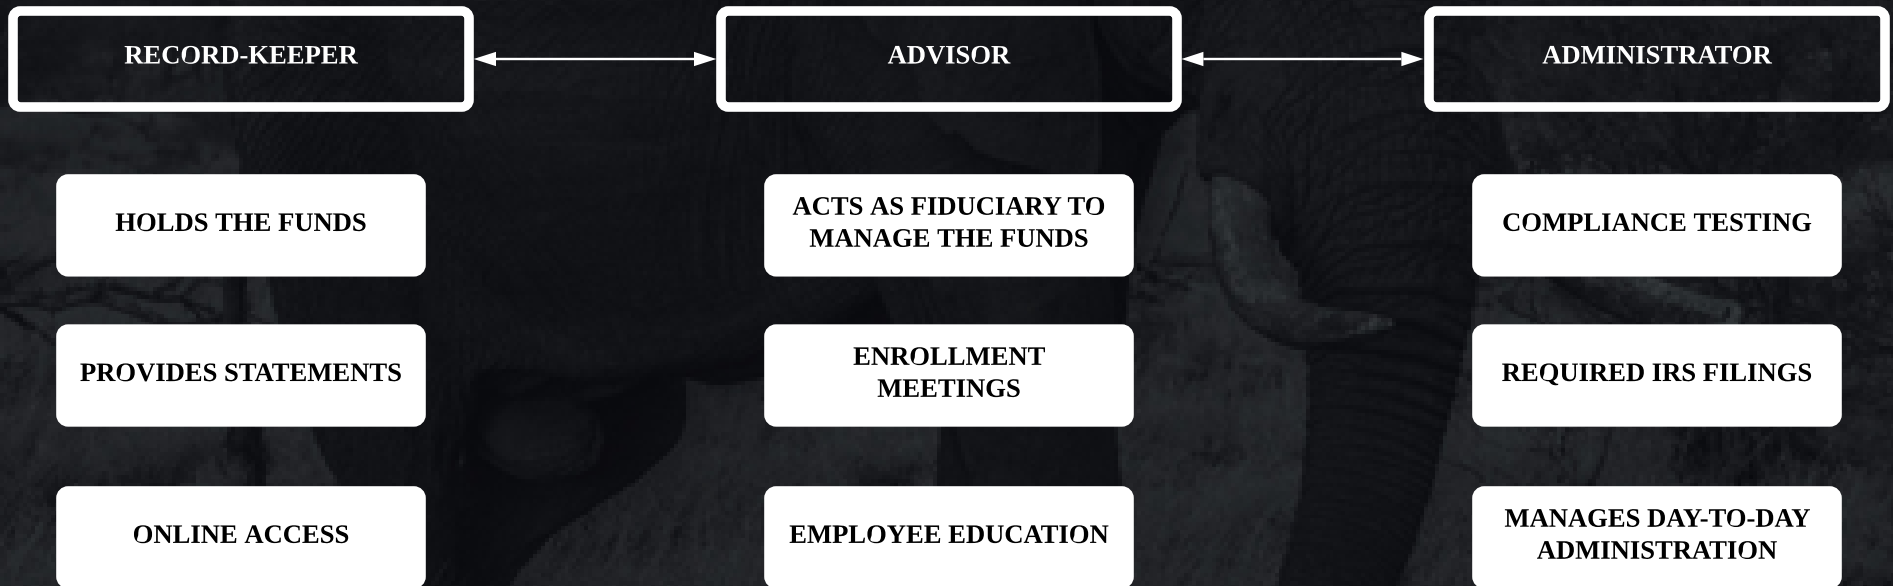 RECORD-KEEPER
ADVISOR
ADMINISTRATOR
HOLDS THE FUNDS
ACTS AS FIDUCIARY TO
MANAGE THE FUNDS
COMPLIANCE TESTING
PROVIDES STATEMENTS
ENROLLMENT
MEETINGS
REQUIRED IRS FILINGS
ONLINE ACCESS
EMPLOYEE EDUCATION
MANAGES DAY-TO-DAY
ADMINISTRATION